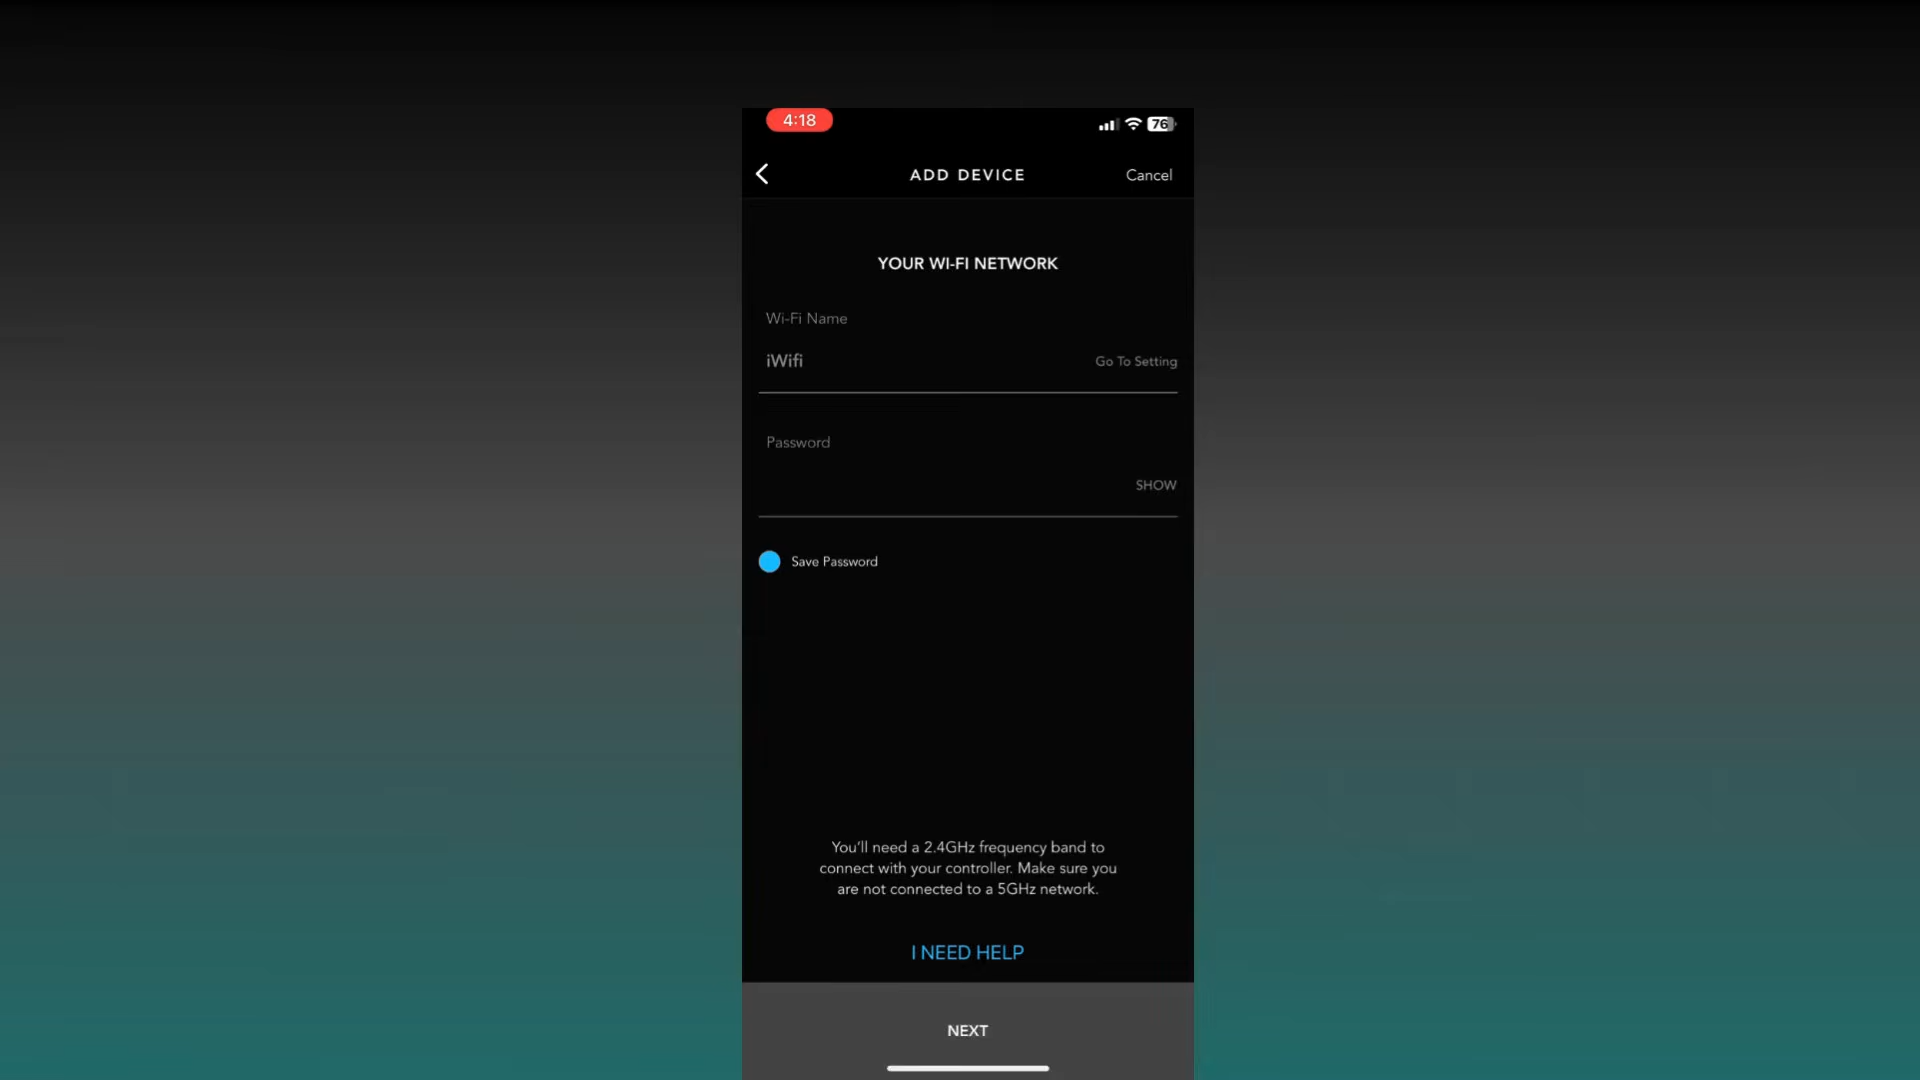 4:18
76
ADD DEVICE
Cancel
YOUR WI-FI NETWORK
Wi-Fi Name
iWifi
Go To Setting
Password
SHOW
Save Password
You'll need a 2.4GHz frequency band to
connect with your controller. Make sure you
are not connected to a 5GHz network.
I NEED HELP
NEXT